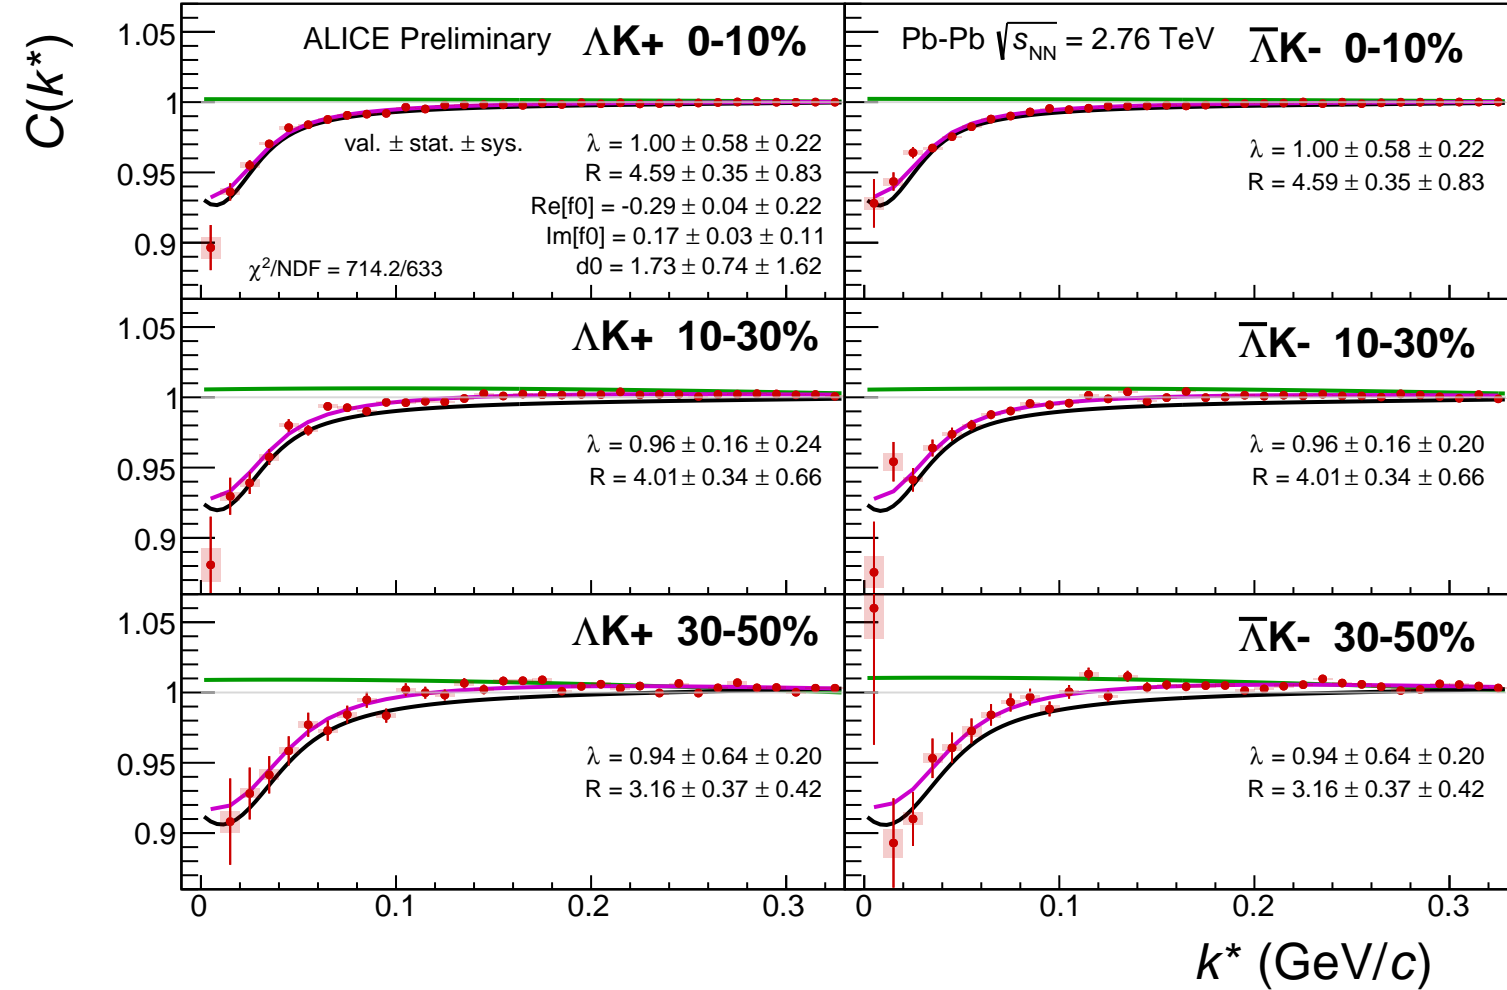 C(k*)
ALICE Preliminary ΛK+ 0-10%
Pb-Pb √sNN = 2.76 TeV Λ̅K- 0-10%
1.05
1
0.95
0.9
val. ± stat. ± sys.
λ = 1.00 ± 0.58 ± 0.22
R = 4.59 ± 0.35 ± 0.83
Re[f0] = -0.29 ± 0.04 ± 0.22
Im[f0] = 0.17 ± 0.03 ± 0.11
d0 = 1.73 ± 0.74 ± 1.62
χ²/NDF = 714.2/633
λ = 1.00 ± 0.58 ± 0.22
R = 4.59 ± 0.35 ± 0.83
ΛK+ 10-30%
1.05
1
0.95
0.9
λ = 0.96 ± 0.16 ± 0.24
R = 4.01 ± 0.34 ± 0.66
Λ̅K- 10-30%
λ = 0.96 ± 0.16 ± 0.20
R = 4.01 ± 0.34 ± 0.66
ΛK+ 30-50%
1.05
1
0.95
0.9
λ = 0.94 ± 0.64 ± 0.20
R = 3.16 ± 0.37 ± 0.42
Λ̅K- 30-50%
λ = 0.94 ± 0.64 ± 0.20
R = 3.16 ± 0.37 ± 0.42
0 0.1 0.2 0.3
0 0.1 0.2 0.3
k* (GeV/c)